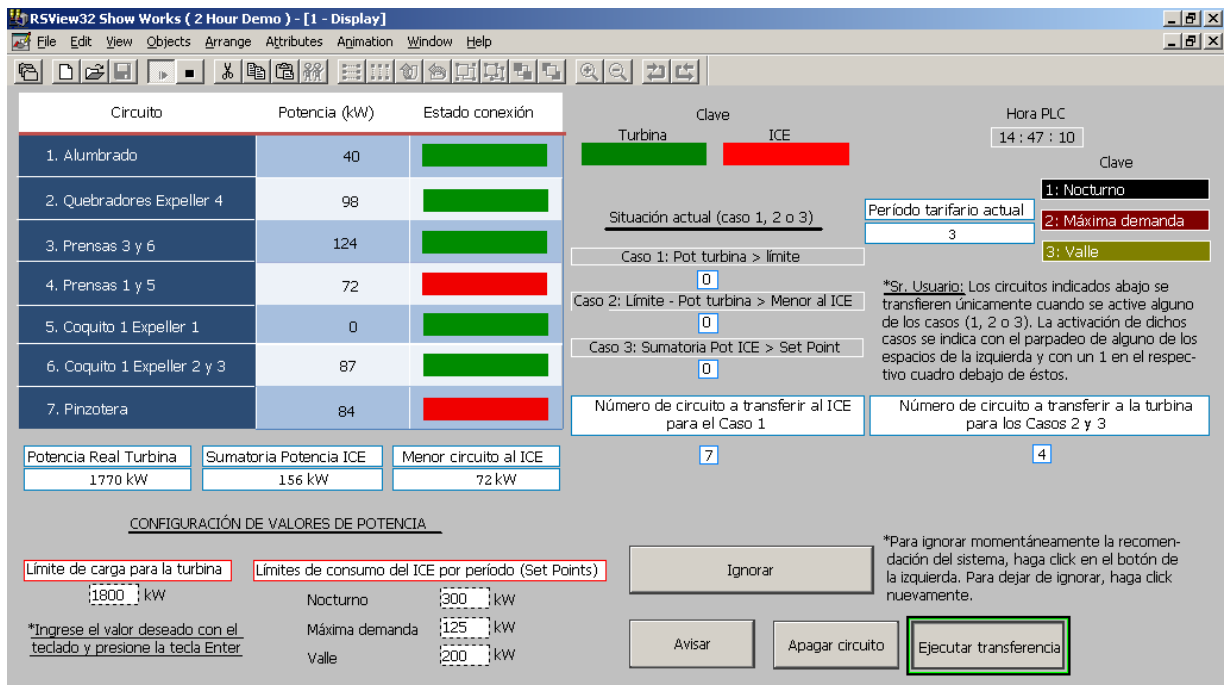 RSView32 Show Works ( 2 Hour Demo ) - [1 - Display]
File Edit View Objects Arrange Attributes Animation Window Help
Circuito Potencia (kW) Estado conexión
1. Alumbrado 40
2. Quebradores Expeller 4 98
3. Prensas 3 y 6 124
4. Prensas 1 y 5 72
5. Coquito 1 Expeller 1 0
6. Coquito 1 Expeller 2 y 3 87
7. Pinzotera 84
Clave
Turbina ICE
Hora PLC
14 : 47 : 10
Clave
1: Nocturno
2: Máxima demanda
3: Valle
Período tarifario actual
3
Situación actual (caso 1, 2 o 3)
Caso 1: Pot turbina > límite
0
Caso 2: Límite - Pot turbina > Menor al ICE
0
Caso 3: Sumatoria Pot ICE > Set Point
0
*Sr. Usuario: Los circuitos indicados abajo se
transfieren únicamente cuando se active alguno
de los casos (1, 2 o 3). La activación de dichos
casos se indica con el parpadeo de alguno de los
espacios de la izquierda y con un 1 en el respec-
tivo cuadro debajo de éstos.
Número de circuito a transferir al ICE
para el Caso 1
7
Número de circuito a transferir a la turbina
para los Casos 2 y 3
4
Potencia Real Turbina Sumatoria Potencia ICE Menor circuito al ICE
1770 kW 156 kW 72 kW
CONFIGURACIÓN DE VALORES DE POTENCIA
Límite de carga para la turbina
1800 kW
*Ingrese el valor deseado con el
teclado y presione la tecla Enter
Límites de consumo del ICE por período (Set Points)
Nocturno 300 kW
Máxima demanda 125 kW
Valle 200 kW
Ignorar
*Para ignorar momentáneamente la recomen-
dación del sistema, haga click en el botón de
la izquierda. Para dejar de ignorar, haga click
nuevamente.
Avisar
Apagar circuito
Ejecutar transferencia